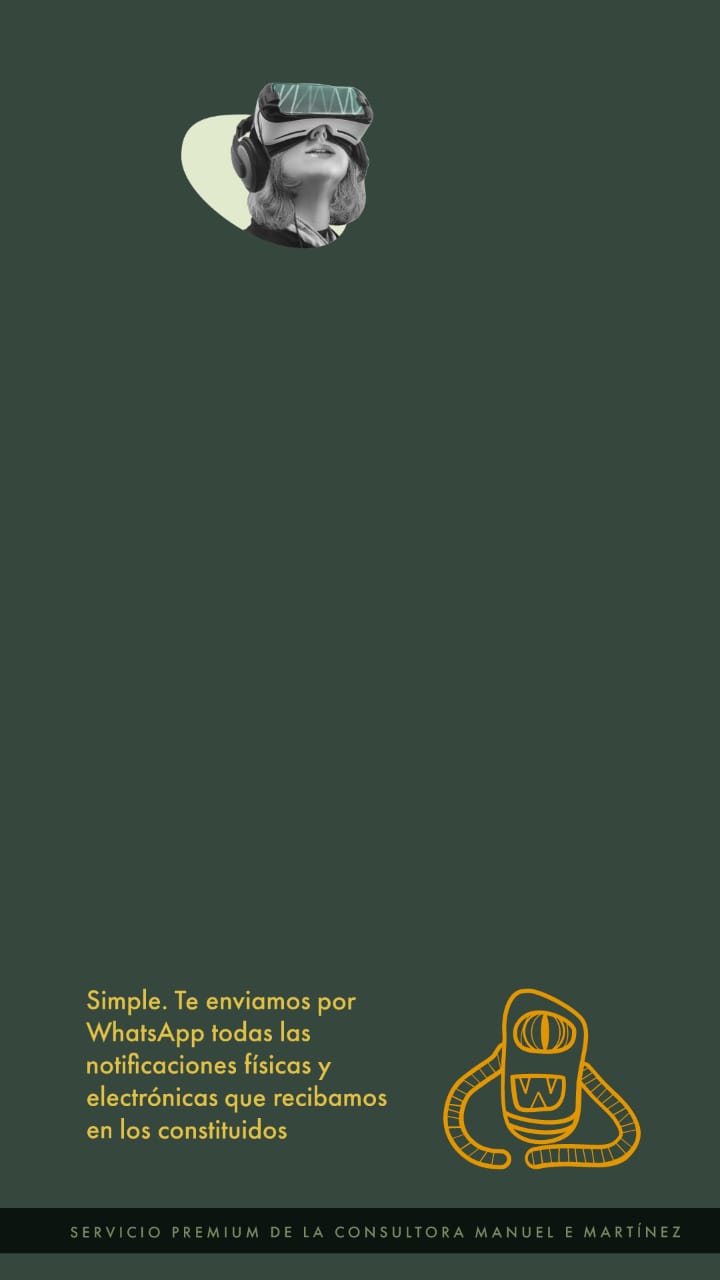 Simple. Te enviamos por
WhatsApp todas las
notificaciones físicas y
electrónicas que recibamos
en los constituidos
SERVICIO PREMIUM DE LA CONSULTORA MANUEL E MARTÍNEZ